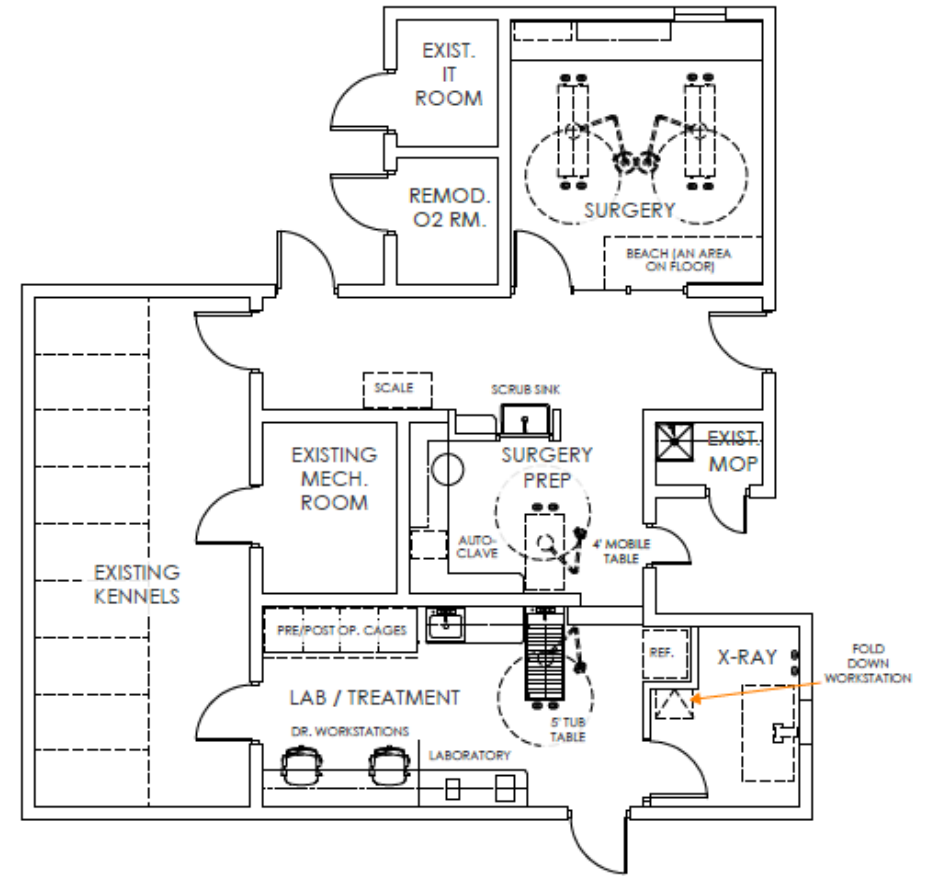 EXIST.
IT
ROOM
REMOD.
O2 RM.
SURGERY
BEACH (AN AREA
ON FLOOR)
SCALE
SCRUB SINK
EXISTING
MECH.
ROOM
SURGERY
PREP
EXIST.
MOP
AUTO-
CLAVE
4' MOBILE
TABLE
EXISTING
KENNELS
PRE/POST OP. CAGES
REF.
X-RAY
FOLD
DOWN
WORKSTATION
LAB / TREATMENT
DR. WORKSTATIONS
5' TUB
TABLE
LABORATORY